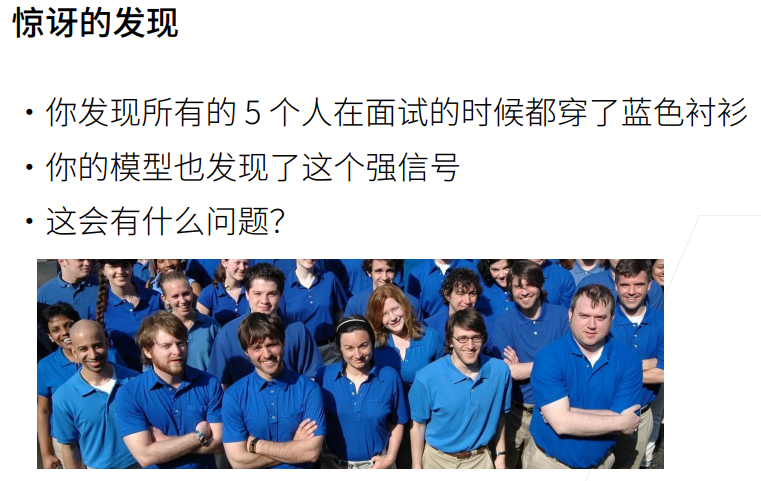 惊讶的发现
• 你发现所有的 5 个人在面试的时候都穿了蓝色衬衫
• 你的模型也发现了这个强信号
• 这会有什么问题？